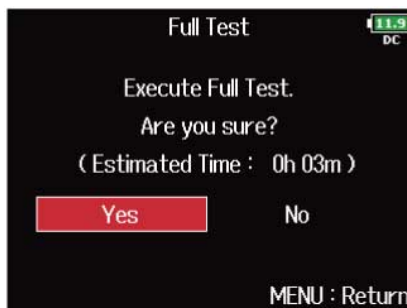 Full Test
11.9
DC
Execute Full Test.
Are you sure?
( Estimated Time : 0h 03m )
Yes No
MENU : Return